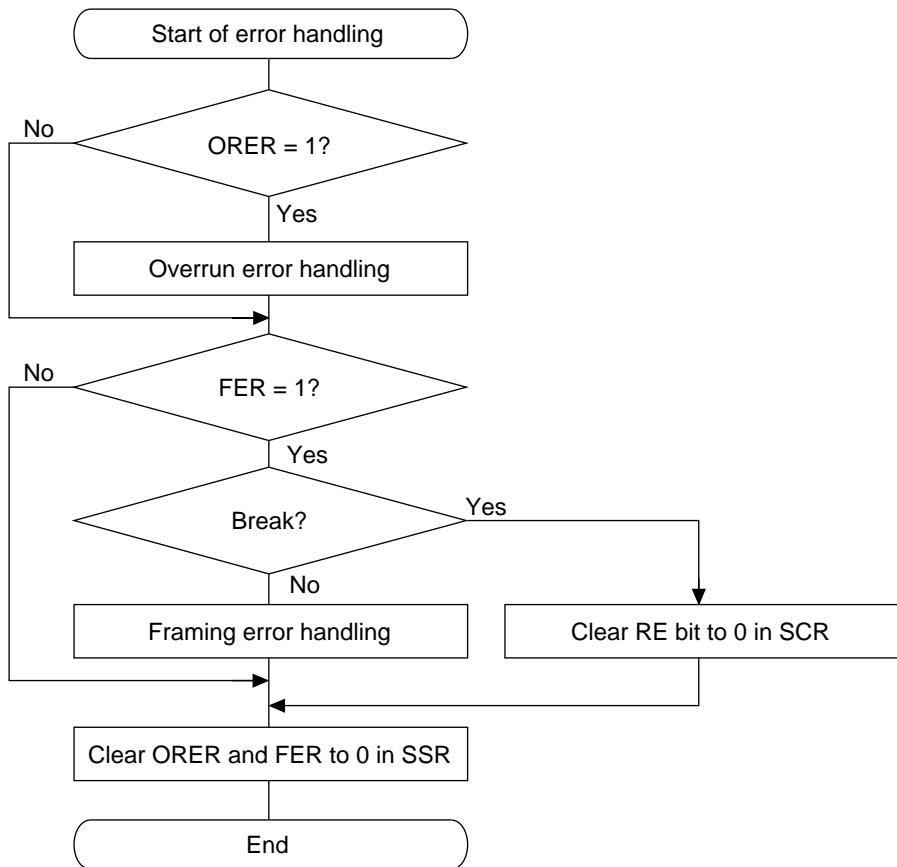 Start of error handling
No
ORER = 1?
Yes
Overrun error handling
No
FER = 1?
Yes
Break?
Yes
No
Framing error handling
Clear RE bit to 0 in SCR
Clear ORER and FER to 0 in SSR
End